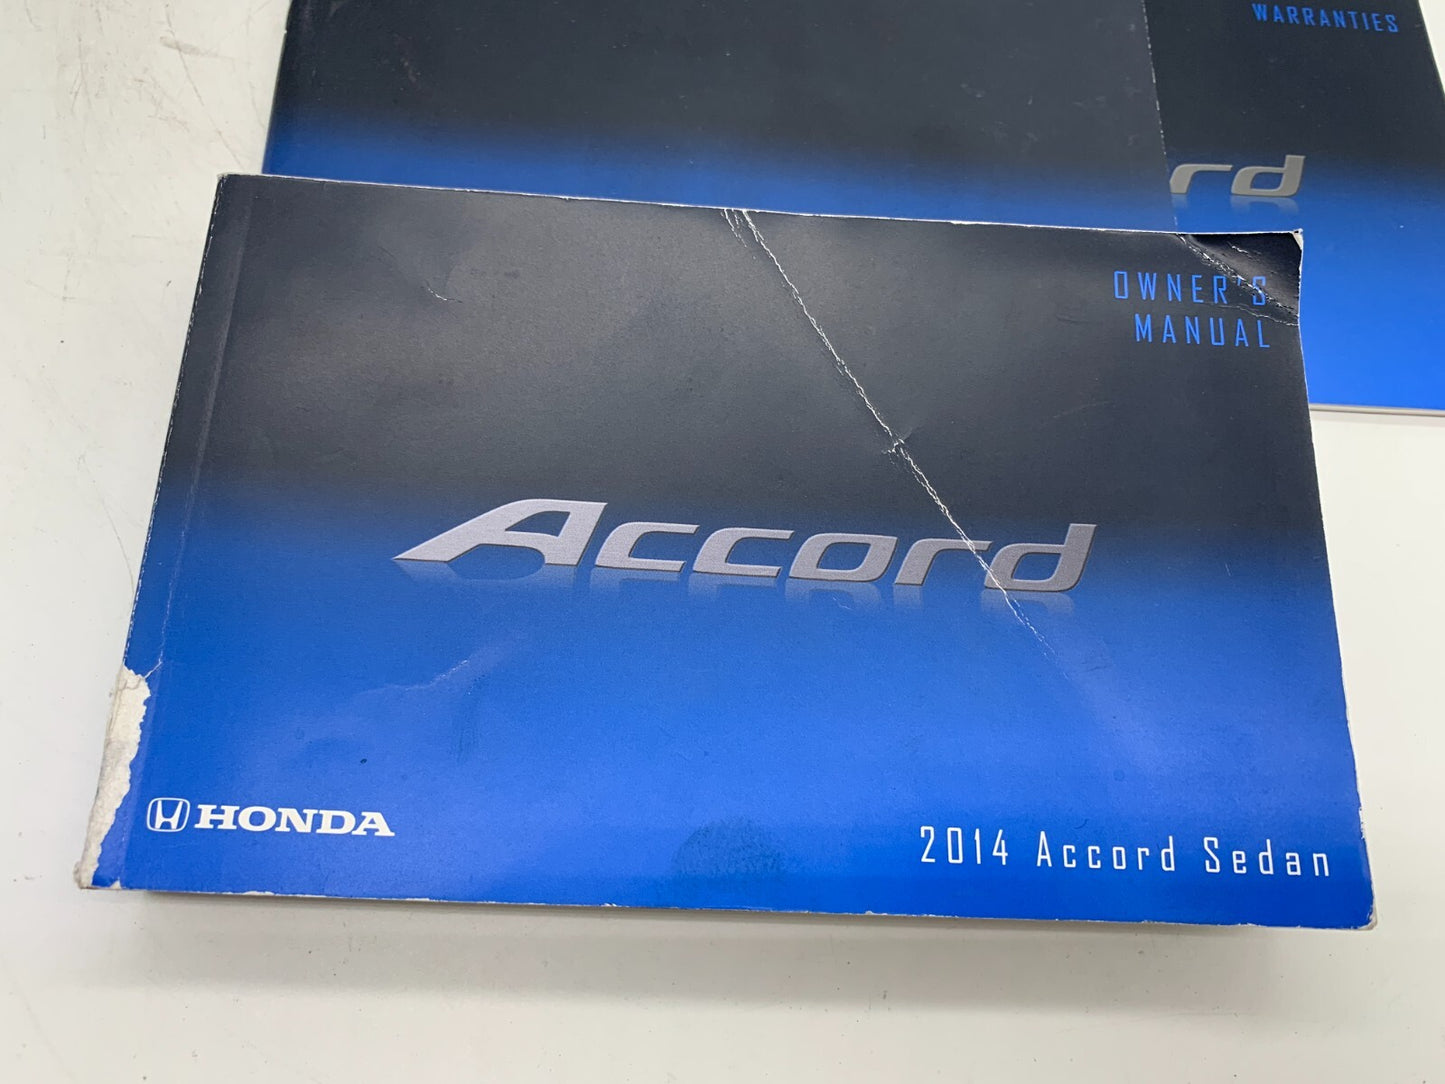 WARRANTIES
rd
OWNER'S
MANUAL
Accord
HONDA
2014 Accord Sedan